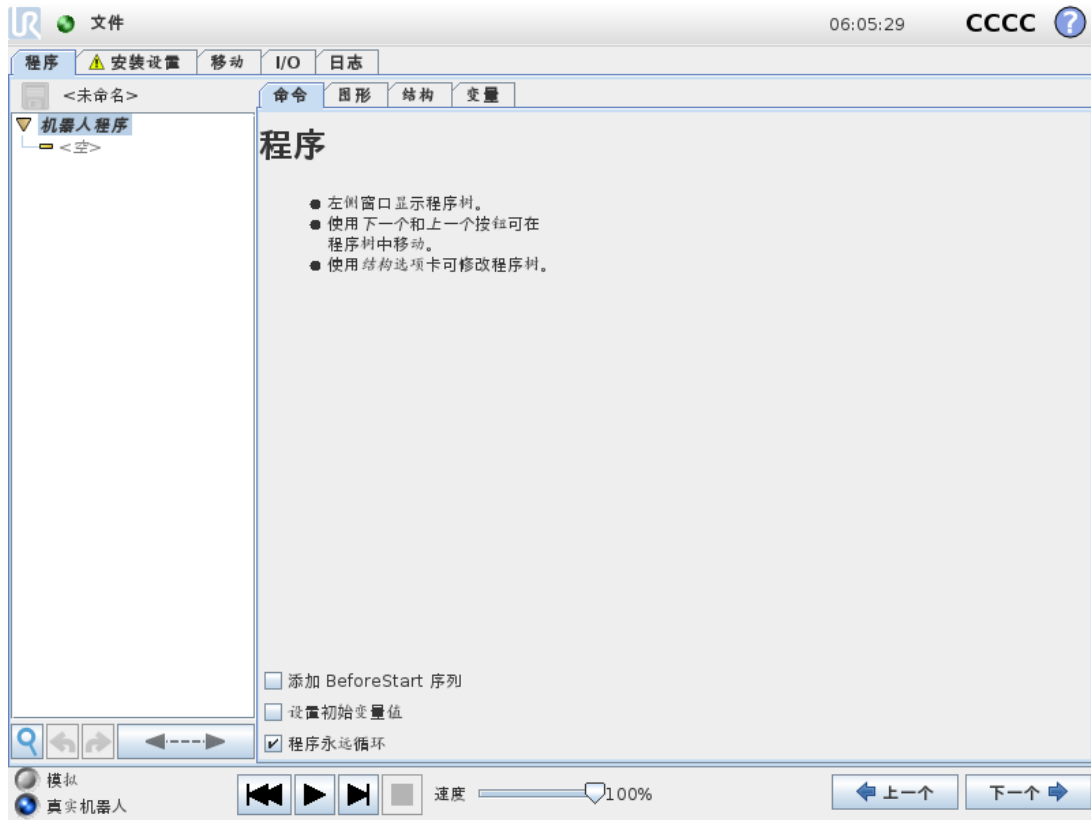 UR 文件 06:05:29 CCCC ?
程序 安装设置 移动 I/O 日志
<未命名> 命令 图形 结构 变量
机器人程序
<空>
程序
左侧窗口显示程序树。
使用下一个和上一个按钮可在
程序树中移动。
使用结构选项卡可修改程序树。
添加 BeforeStart 序列
设置初始变量值
程序永远循环
模拟
真实机器人
速度 100% 上一个 下一个